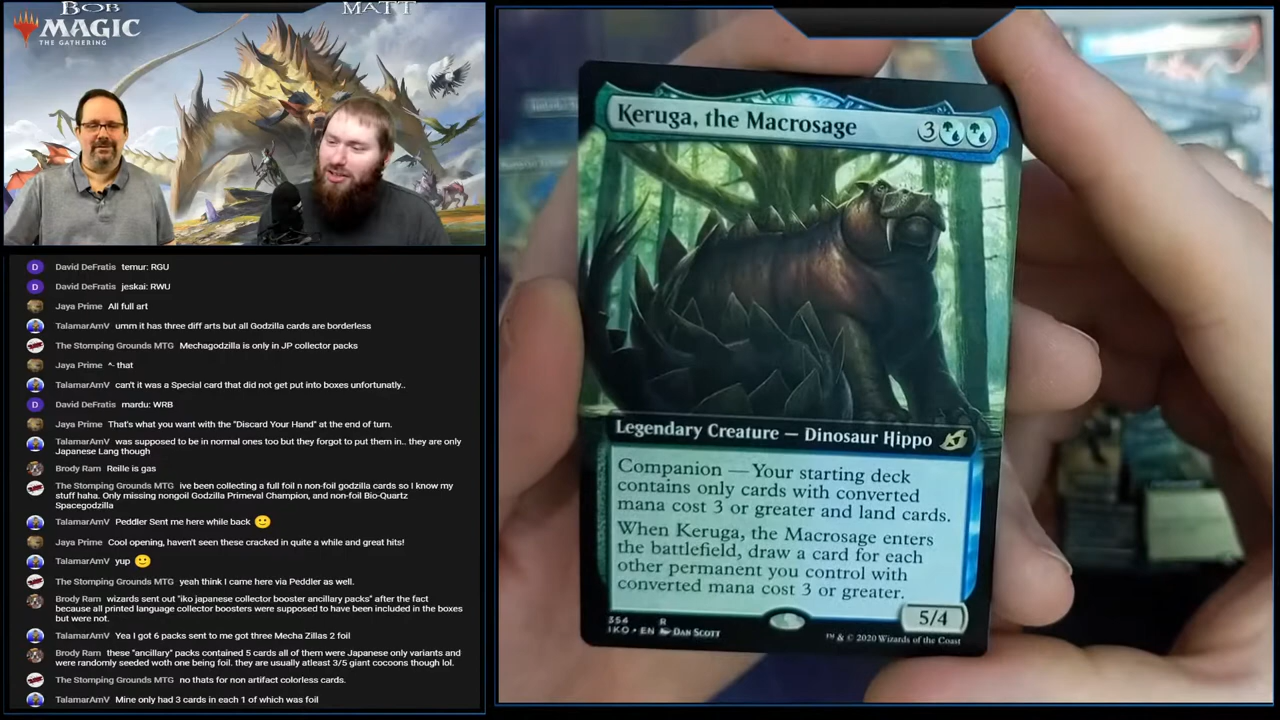 BOB
MATT
MAGIC
THE GATHERING
David DeFratis temur: RGU
David DeFratis jeskai: RWU
Jaya Prime All full art
TalamarAmV umm it has three diff arts but all Godzilla cards are borderless
The Stomping Grounds MTG Mechagodzilla is only in JP collector packs
Jaya Prime ^- that
TalamarAmV can't it was a Special card that did not get put into boxes unfortunatly..
David DeFratis mardu: WRB
Jaya Prime That's what you want with the "Discard Your Hand" at the end of turn.
TalamarAmV was supposed to be in normal ones too but they forgot to put them in.. they are only
Japanese Lang though
Brody Ram Reille is gas
The Stomping Grounds MTG ive been collecting a full foil n non-foil godzilla cards so I know my
stuff haha. Only missing nongoil Godzilla Primeval Champion, and non-foil Bio-Quartz
Spacegodzilla
TalamarAmV Peddler Sent me here while back
Jaya Prime Cool opening, haven't seen these cracked in quite a while and great hits!
TalamarAmV yup
The Stomping Grounds MTG yeah think I came here via Peddler as well.
Brody Ram wizards sent out "iko japanese collector booster ancillary packs" after the fact
because all printed language collector boosters were supposed to have been included in the boxes
but were not.
TalamarAmV Yea I got 6 packs sent to me got three Mecha Zillas 2 foil
Brody Ram these "ancillary" packs contained 5 cards all of them were Japanese only variants and
were randomly seeded woth one being foil. they are usually atleast 3/5 giant cocoons though lol.
The Stomping Grounds MTG no thats for non artifact colorless cards.
TalamarAmV Mine only had 3 cards in each 1 of which was foil
Keruga, the Macrosage 3
Legendary Creature — Dinosaur Hippo
Companion — Your starting deck
contains only cards with converted
mana cost 3 or greater and land cards.
When Keruga, the Macrosage enters
the battlefield, draw a card for each
other permanent you control with
converted mana cost 3 or greater.
5/4
354 R
IKO • EN DAN SCOTT
™ & © 2020 Wizards of the Coast